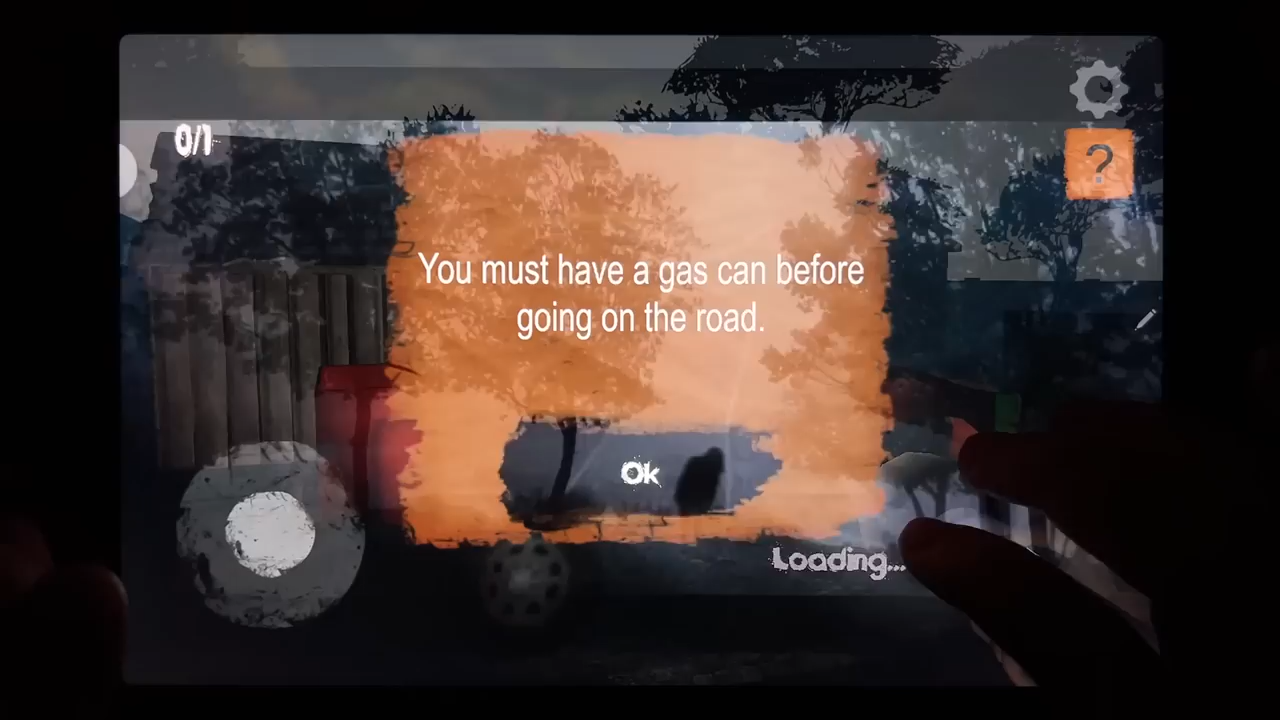 0/1
?
You must have a gas can before
going on the road.
Ok
Loading...